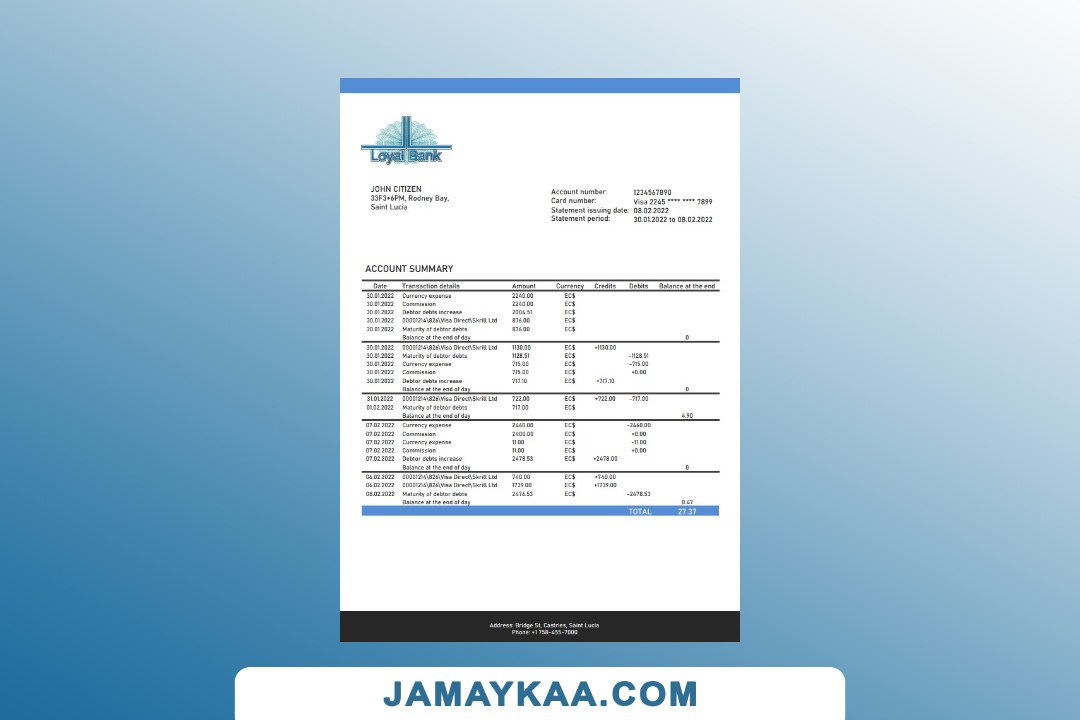 Loyal Bank
JOHN CITIZEN
33F3+6PM, Rodney Bay,
Saint Lucia
Account number: 1234567890
Card number: Visa 2245 **** **** 7899
Statement issuing date: 08.02.2022
Statement period: 30.01.2022 to 08.02.2022
ACCOUNT SUMMARY
Date Transaction details Amount Currency Credits Debits Balance at the end
30.01.2022 Currency expense 2240.00 EC$
30.01.2022 Commission 2240.00 EC$
30.01.2022 Debtor debts increase 2004.51 EC$
30.01.2022 00001214\826\Visa Direct\Skrill Ltd 876.00 EC$
30.01.2022 Maturity of debtor debts 876.00 EC$
Balance at the end of day 0
30.01.2022 00001214\826\Visa Direct\Skrill Ltd 1130.00 EC$ +1130.00
30.01.2022 Maturity of debtor debts 1128.51 EC$ -1128.51
30.01.2022 Currency expense 715.00 EC$ -715.00
30.01.2022 Commission 715.00 EC$ +0.00
30.01.2022 Debtor debts increase 717.10 EC$ +717.10
Balance at the end of day 0
31.01.2022 00001214\826\Visa Direct\Skrill Ltd 722.00 EC$ +722.00 -717.00
01.02.2022 Maturity of debtor debts 717.00 EC$
Balance at the end of day 4.90
07.02.2022 Currency expense 2460.00 EC$ -2460.00
07.02.2022 Commission 2400.00 EC$ +0.00
07.02.2022 Currency expense 11.00 EC$ -11.00
07.02.2022 Commission 11.00 EC$ +0.00
07.02.2022 Debtor debts increase 2478.53 EC$ +2478.00
Balance at the end of day 0
06.02.2022 00001214\826\Visa Direct\Skrill Ltd 740.00 EC$ +740.00
06.02.2022 00001214\826\Visa Direct\Skrill Ltd 1739.00 EC$ +1739.00
08.02.2022 Maturity of debtor debts 2476.53 EC$ -2478.53
Balance at the end of day 0.47
TOTAL 27.37
Address: Bridge St, Castries, Saint Lucia
Phone: +1 758-455-7000
JAMAYKAA.COM